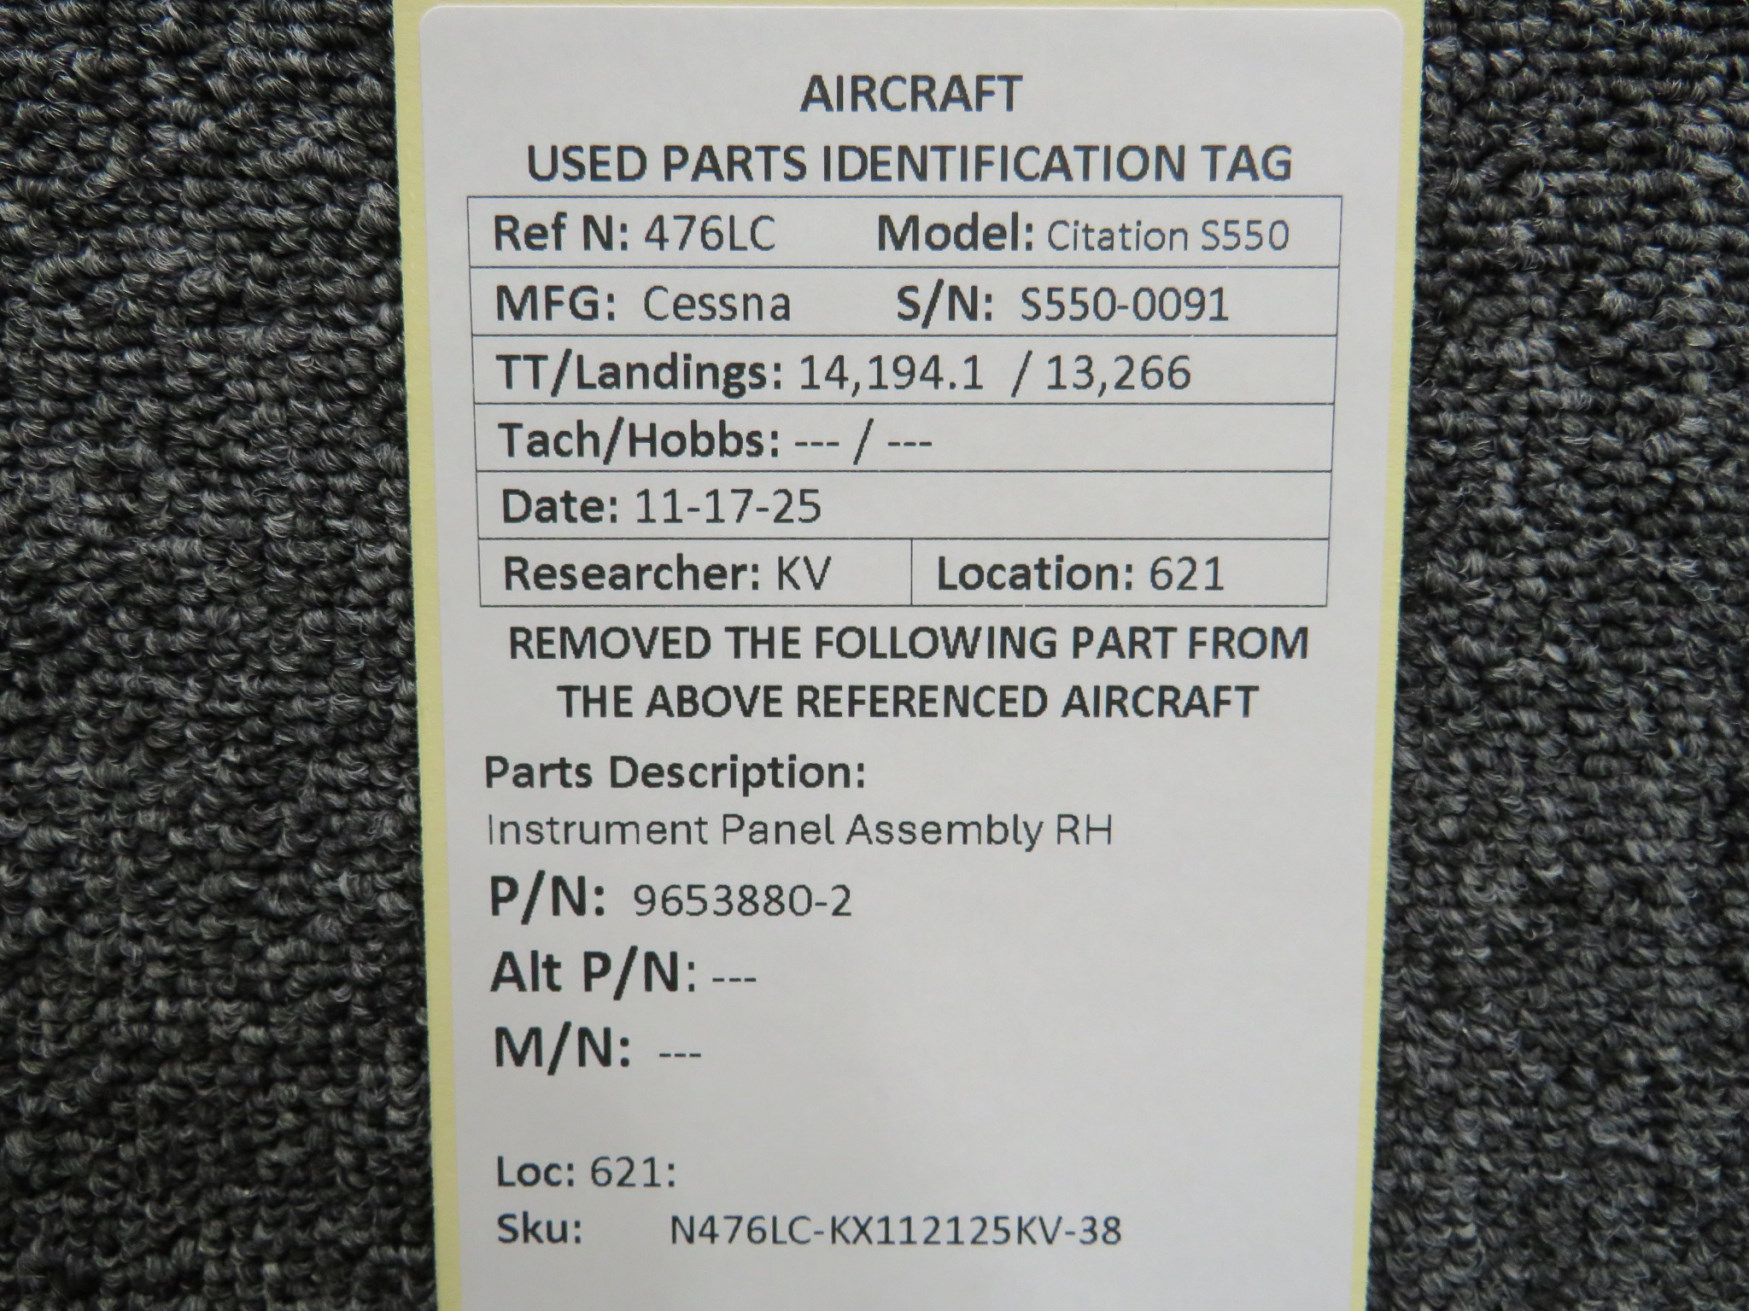 AIRCRAFT
USED PARTS IDENTIFICATION TAG
Ref N: 476LC Model: Citation S550
MFG: Cessna S/N: S550-0091
TT/Landings: 14,194.1 / 13,266
Tach/Hobbs: --- / ---
Date: 11-17-25
Researcher: KV Location: 621
REMOVED THE FOLLOWING PART FROM
THE ABOVE REFERENCED AIRCRAFT
Parts Description:
Instrument Panel Assembly RH
P/N: 9653880-2
Alt P/N: ---
M/N: ---
Loc: 621:
Sku: N476LC-KX112125KV-38